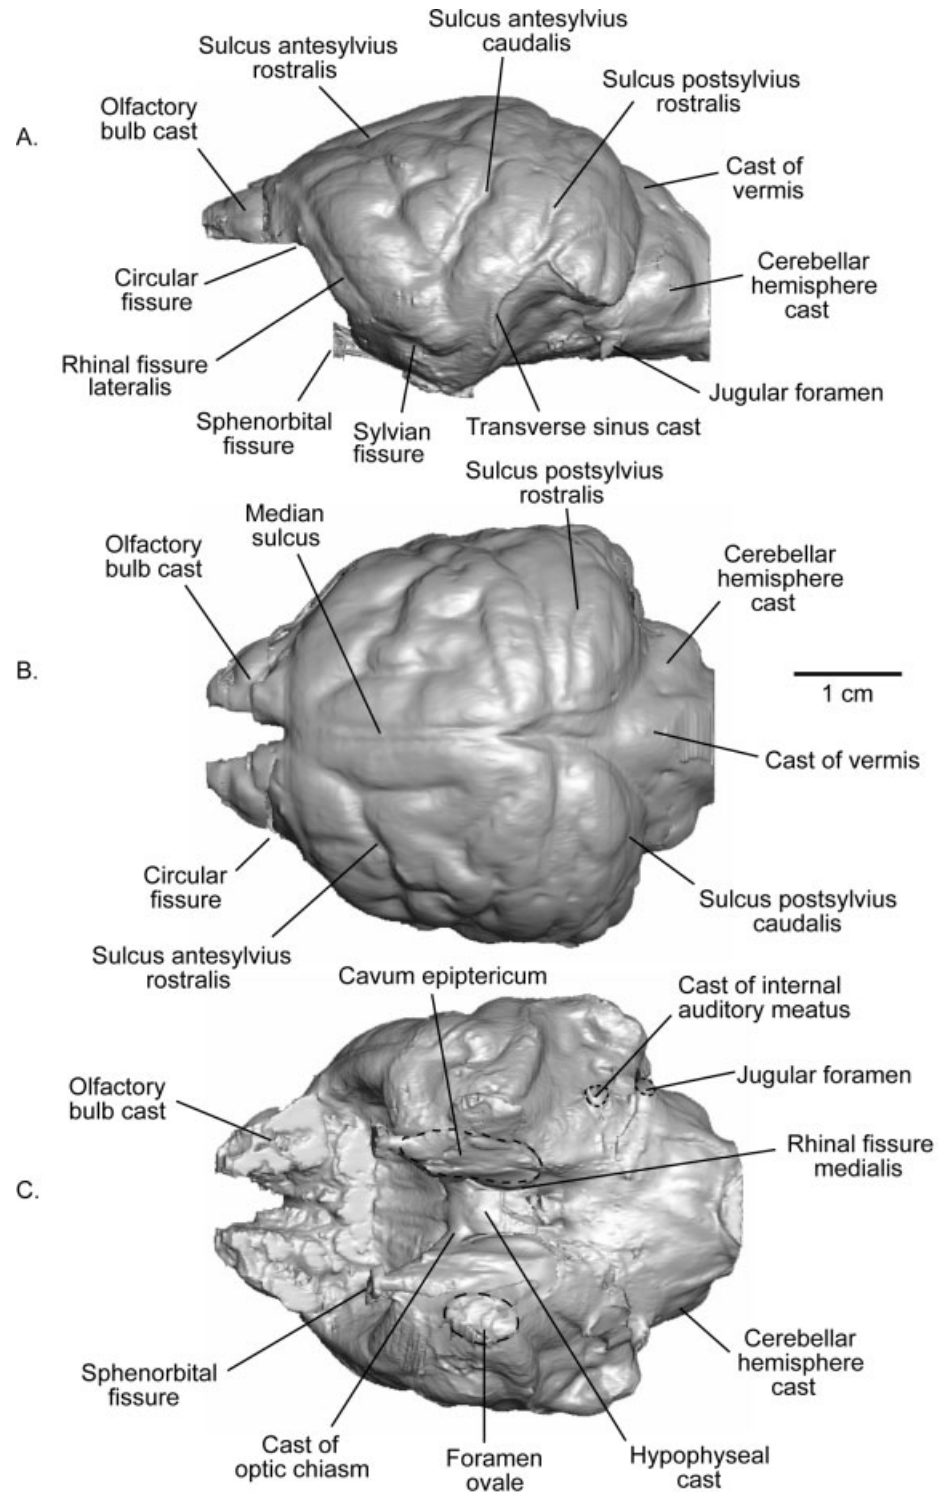 A.
Sulcus antesylvius
rostralis
Sulcus antesylvius
caudalis
Sulcus postsylvius
rostralis
Olfactory
bulb cast
Cast of
vermis
Circular
fissure
Cerebellar
hemisphere
cast
Rhinal fissure
lateralis
Sphenorbital
fissure
Sylvian
fissure
Transverse sinus cast
Jugular foramen
B.
Sulcus postsylvius
rostralis
Median
sulcus
Olfactory
bulb cast
Cerebellar
hemisphere
cast
1 cm
Cast of vermis
Circular
fissure
Sulcus antesylvius
rostralis
Sulcus postsylvius
caudalis
C.
Cavum epiptericum
Cast of internal
auditory meatus
Olfactory
bulb cast
Jugular foramen
Rhinal fissure
medialis
Sphenorbital
fissure
Cerebellar
hemisphere
cast
Cast of
optic chiasm
Foramen
ovale
Hypophyseal
cast